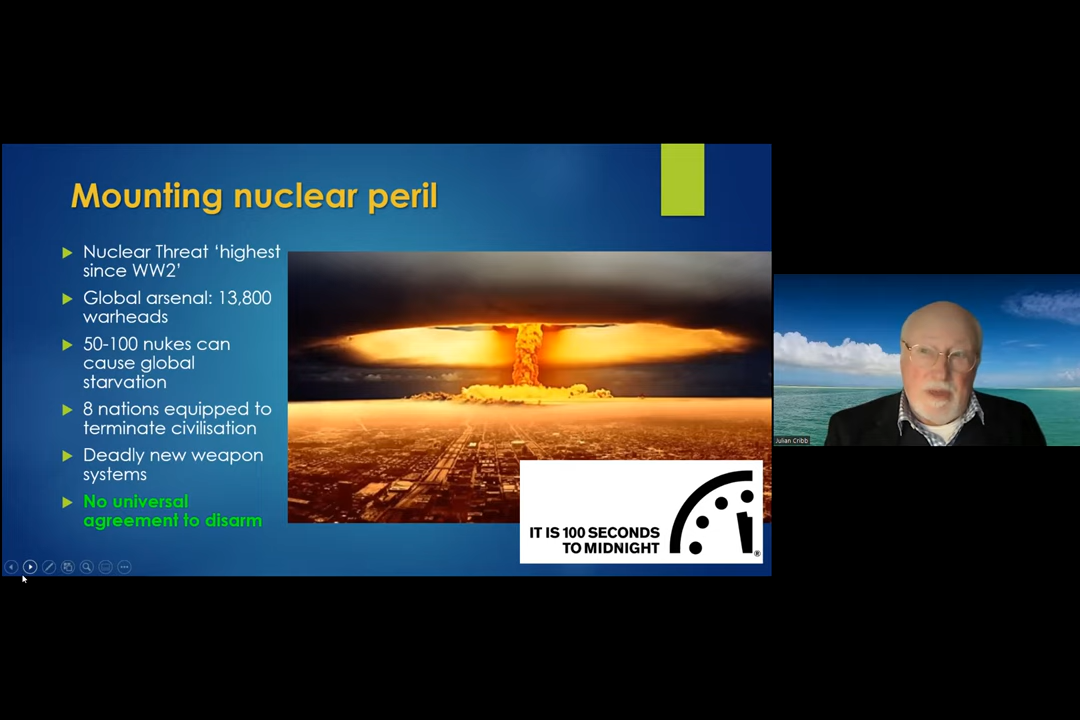 Mounting nuclear peril
Nuclear Threat ‘highest
since WW2’
Global arsenal: 13,800
warheads
50-100 nukes can
cause global
starvation
8 nations equipped to
terminate civilisation
Deadly new weapon
systems
No universal
agreement to disarm
IT IS 100 SECONDS
TO MIDNIGHT
®
Julian Cribb